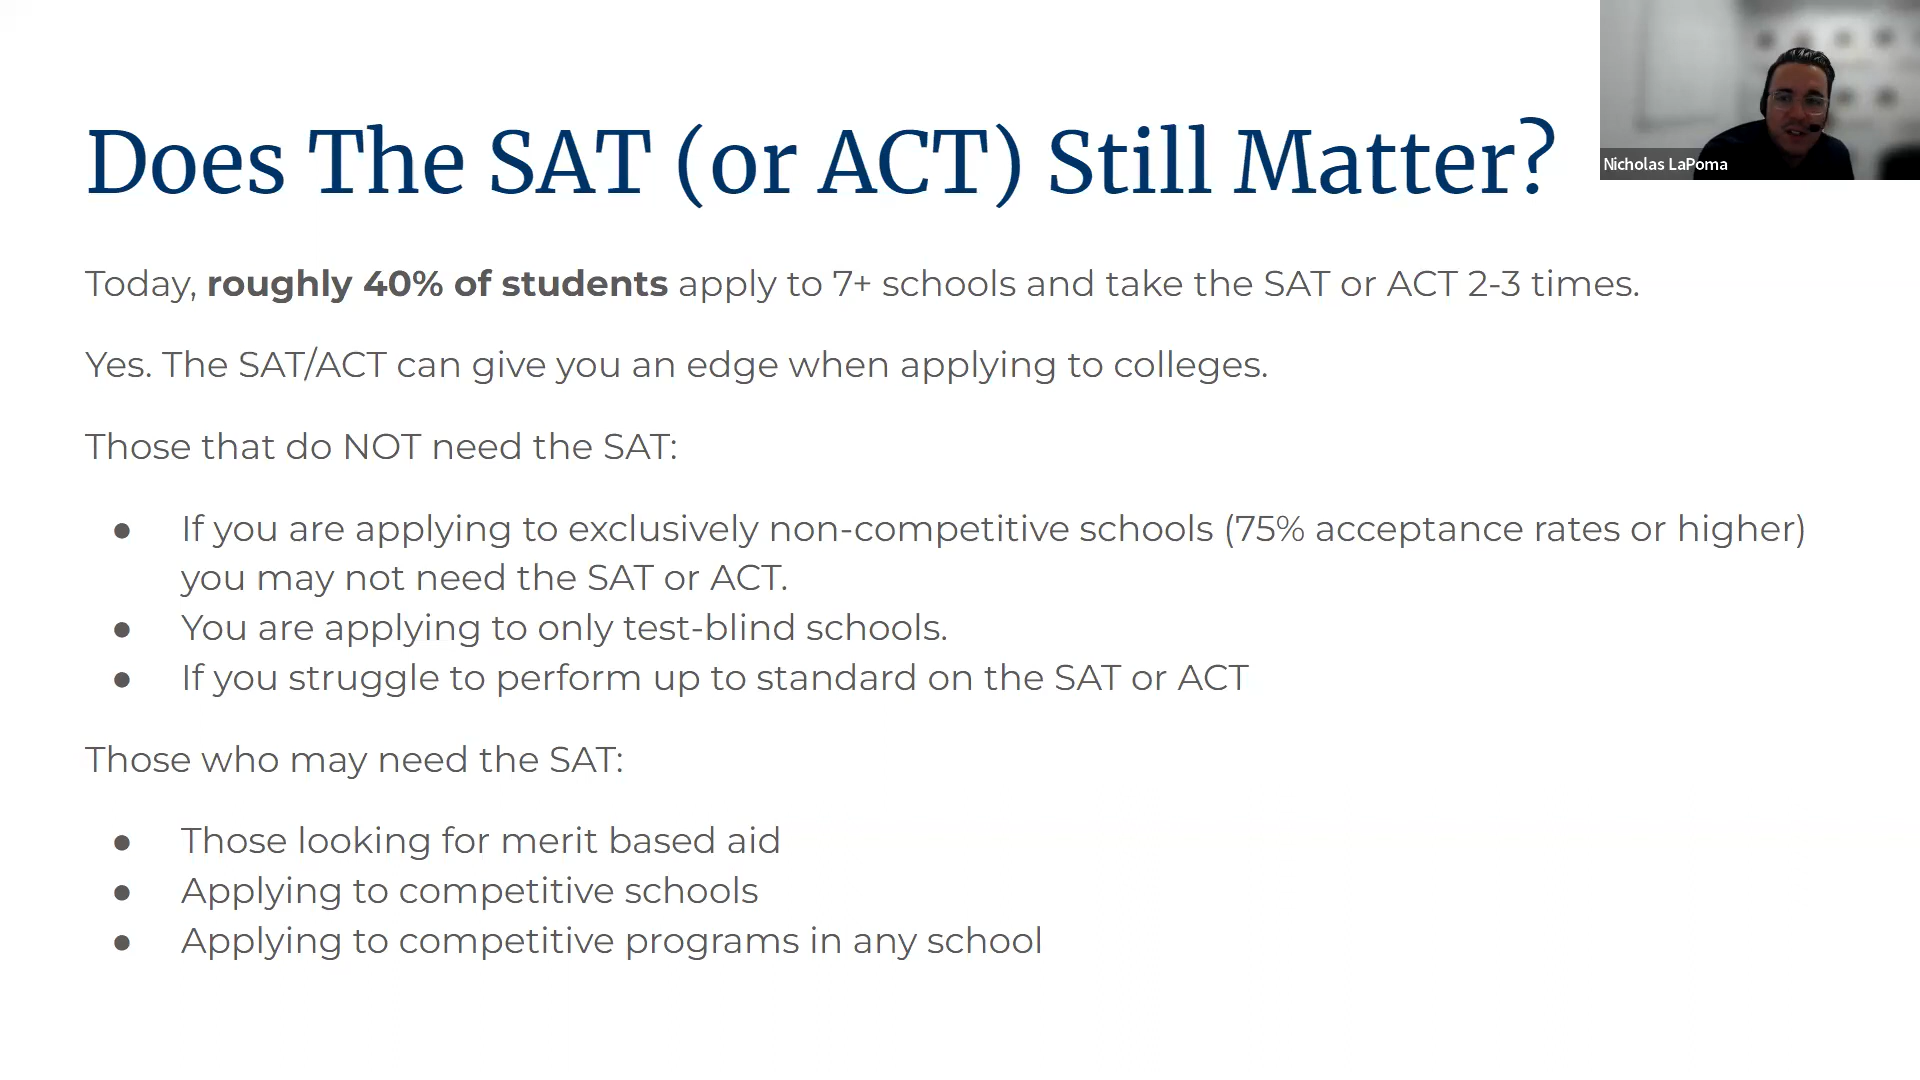 Does The SAT (or ACT) Still Matter?
Nicholas LaPoma
Today, roughly 40% of students apply to 7+ schools and take the SAT or ACT 2-3 times.
Yes. The SAT/ACT can give you an edge when applying to colleges.
Those that do NOT need the SAT:
● If you are applying to exclusively non-competitive schools (75% acceptance rates or higher)
you may not need the SAT or ACT.
● You are applying to only test-blind schools.
● If you struggle to perform up to standard on the SAT or ACT
Those who may need the SAT:
● Those looking for merit based aid
● Applying to competitive schools
● Applying to competitive programs in any school